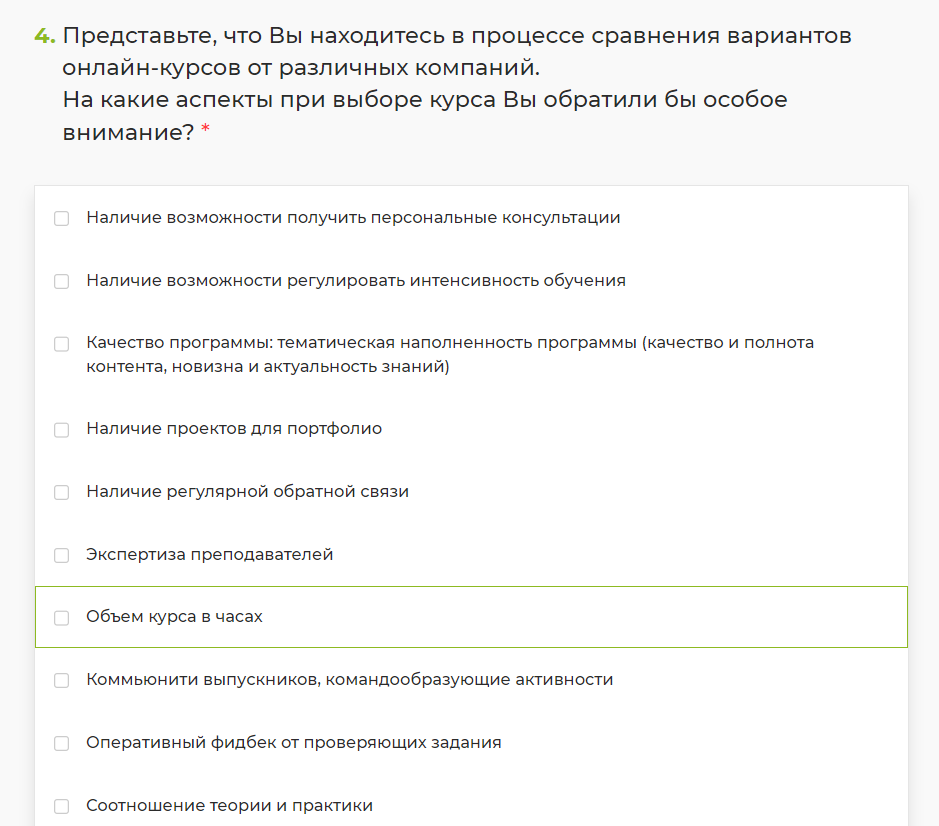 4. Представьте, что Вы находитесь в процессе сравнения вариантов
онлайн-курсов от различных компаний.
На какие аспекты при выборе курса Вы обратили бы особое
внимание? *
Наличие возможности получить персональные консультации
Наличие возможности регулировать интенсивность обучения
Качество программы: тематическая наполненность программы (качество и полнота
контента, новизна и актуальность знаний)
Наличие проектов для портфолио
Наличие регулярной обратной связи
Экспертиза преподавателей
Объем курса в часах
Коммьюнити выпускников, командообразующие активности
Оперативный фидбек от проверяющих задания
Соотношение теории и практики